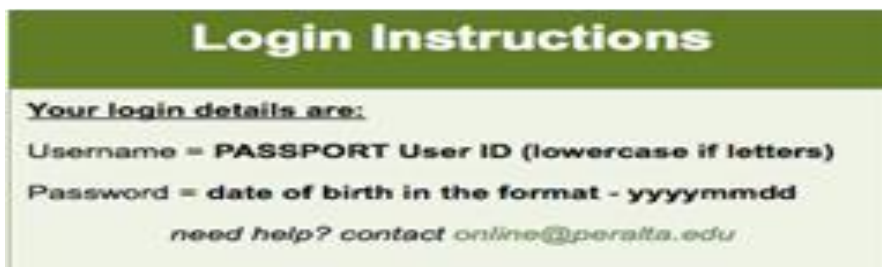 Login Instructions
Your login details are:
Username = PASSPORT User ID (lowercase if letters)
Password = date of birth in the format - yyyymmdd
need help? contact online@peralta.edu